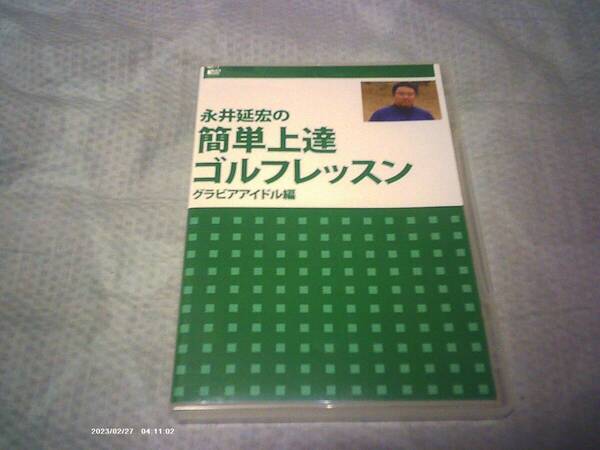 永井延宏の
簡単上達
ゴルフレッスン
グラビアアイドル編
2023/02/27 04:11:02